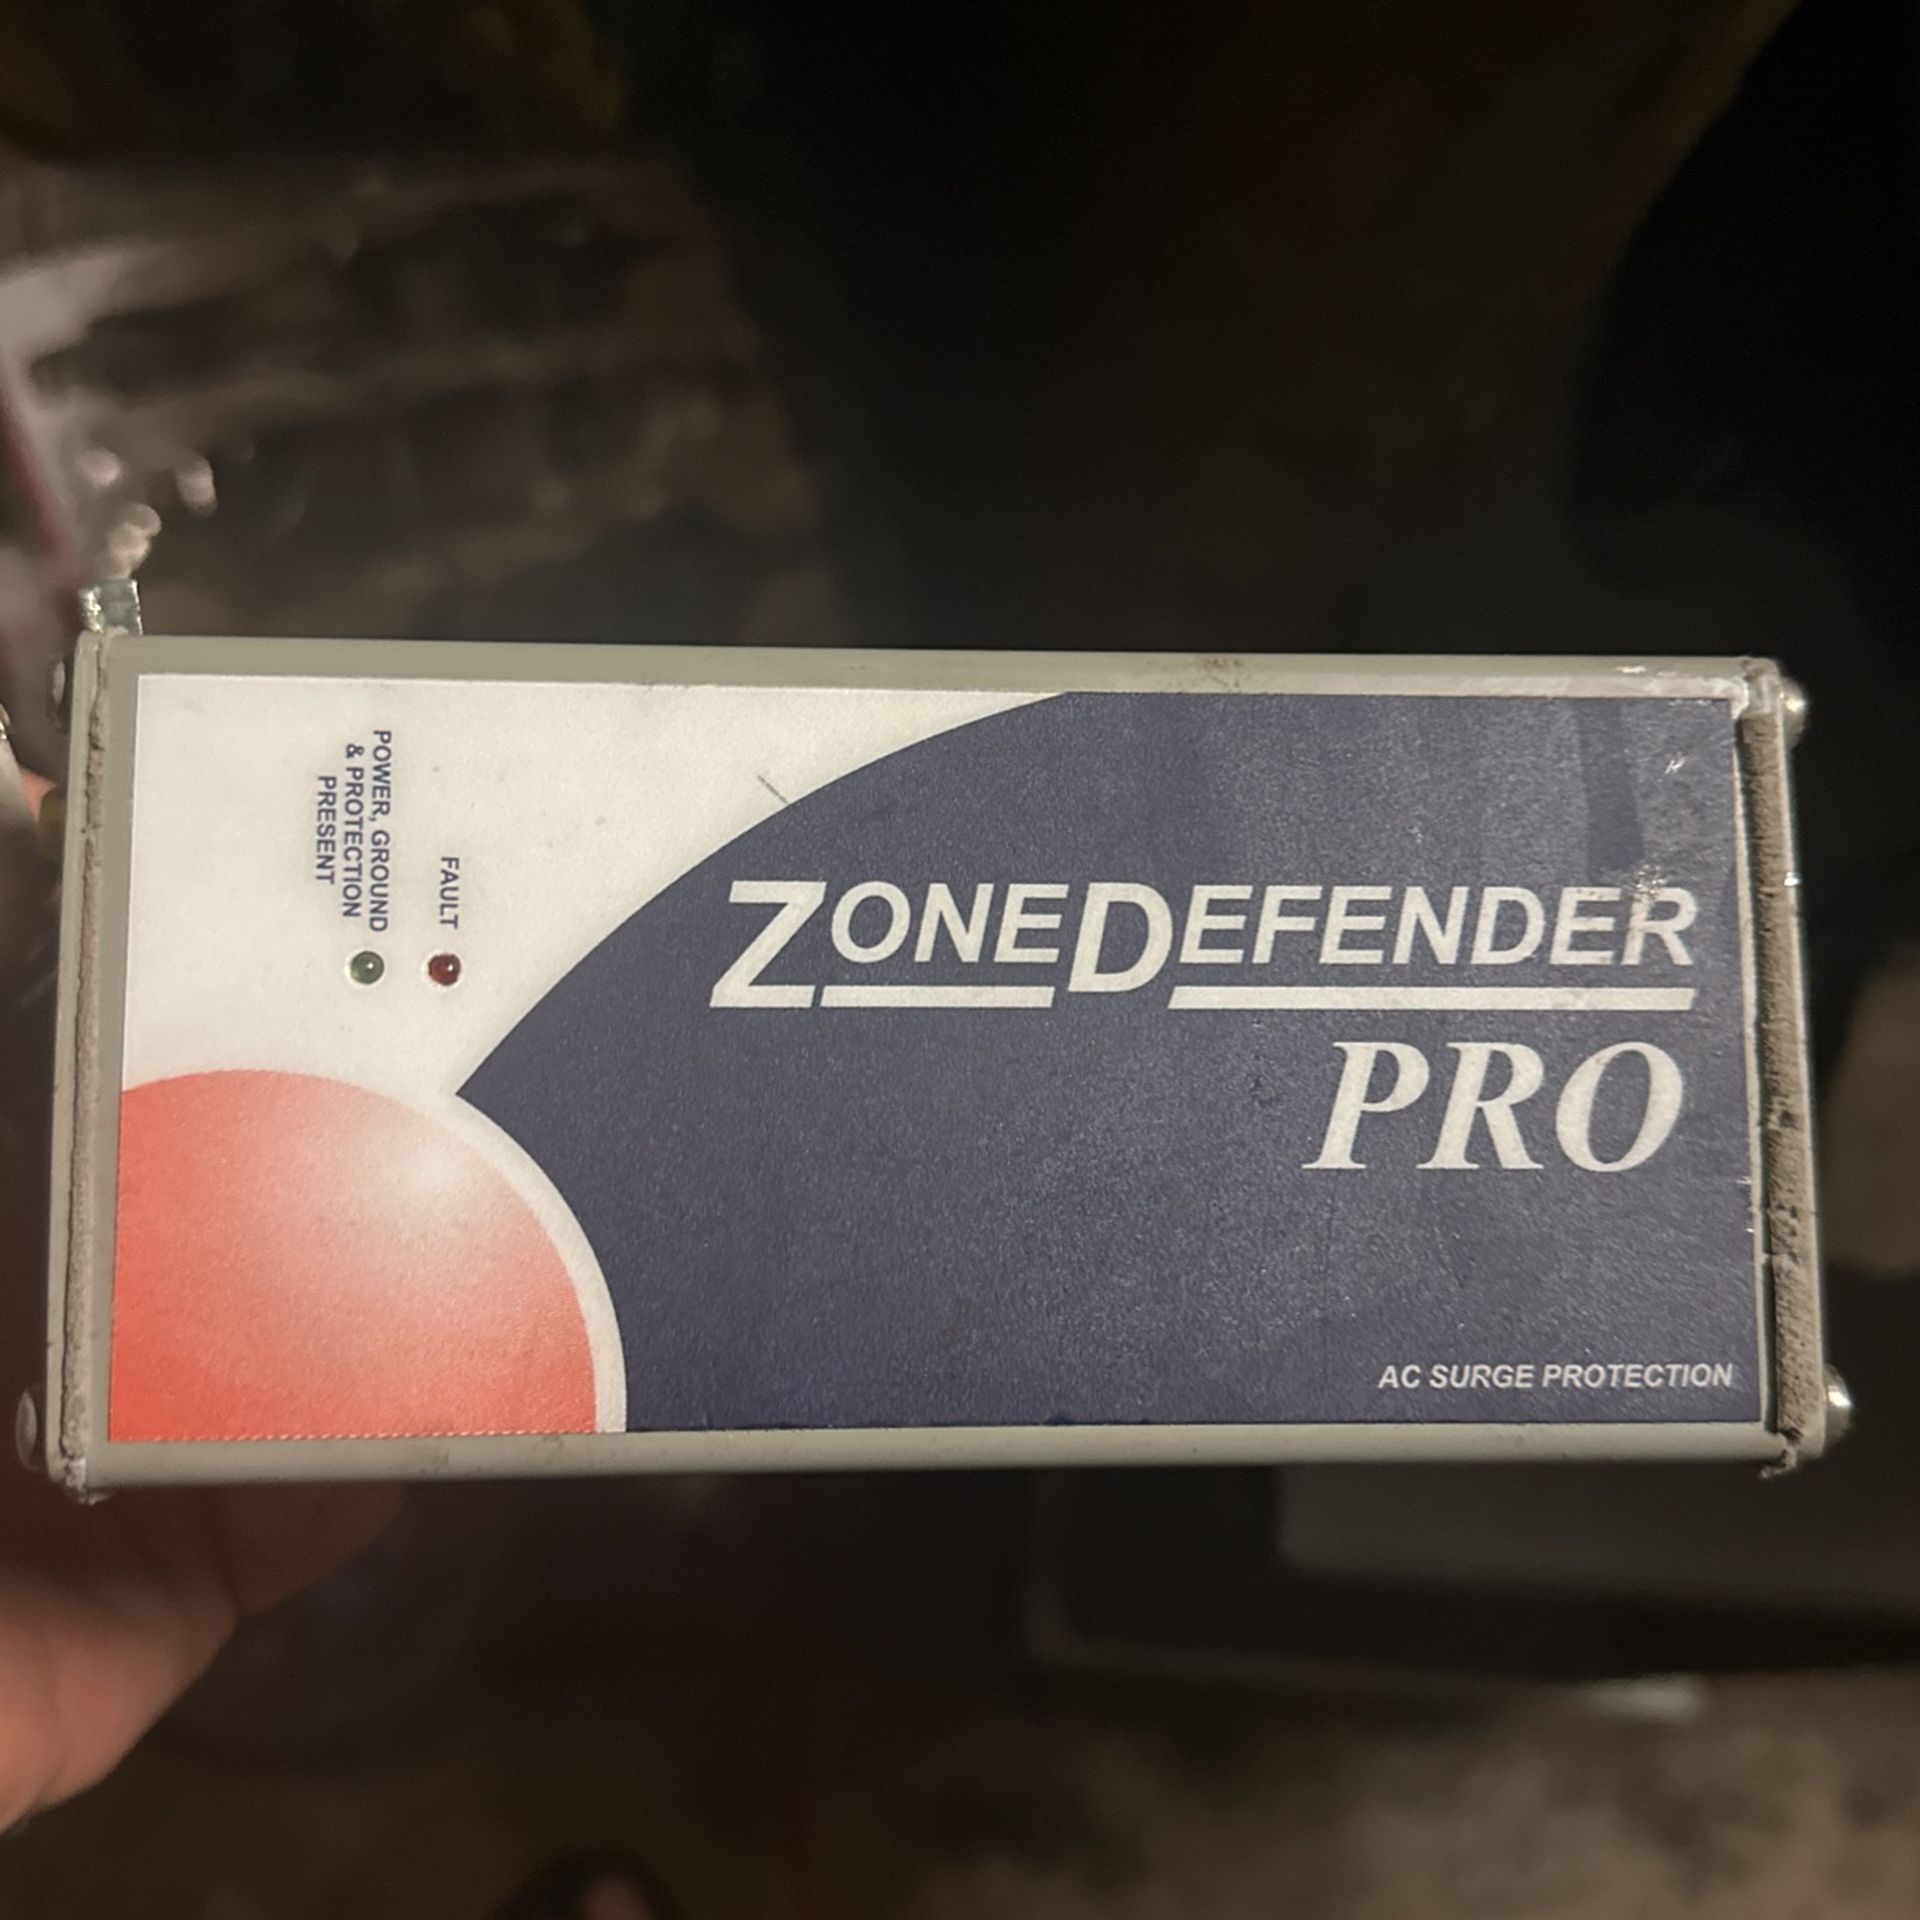 POWER, GROUND
& PROTECTION
PRESENT
FAULT
ZONEDEFENDER
PRO
AC SURGE PROTECTION